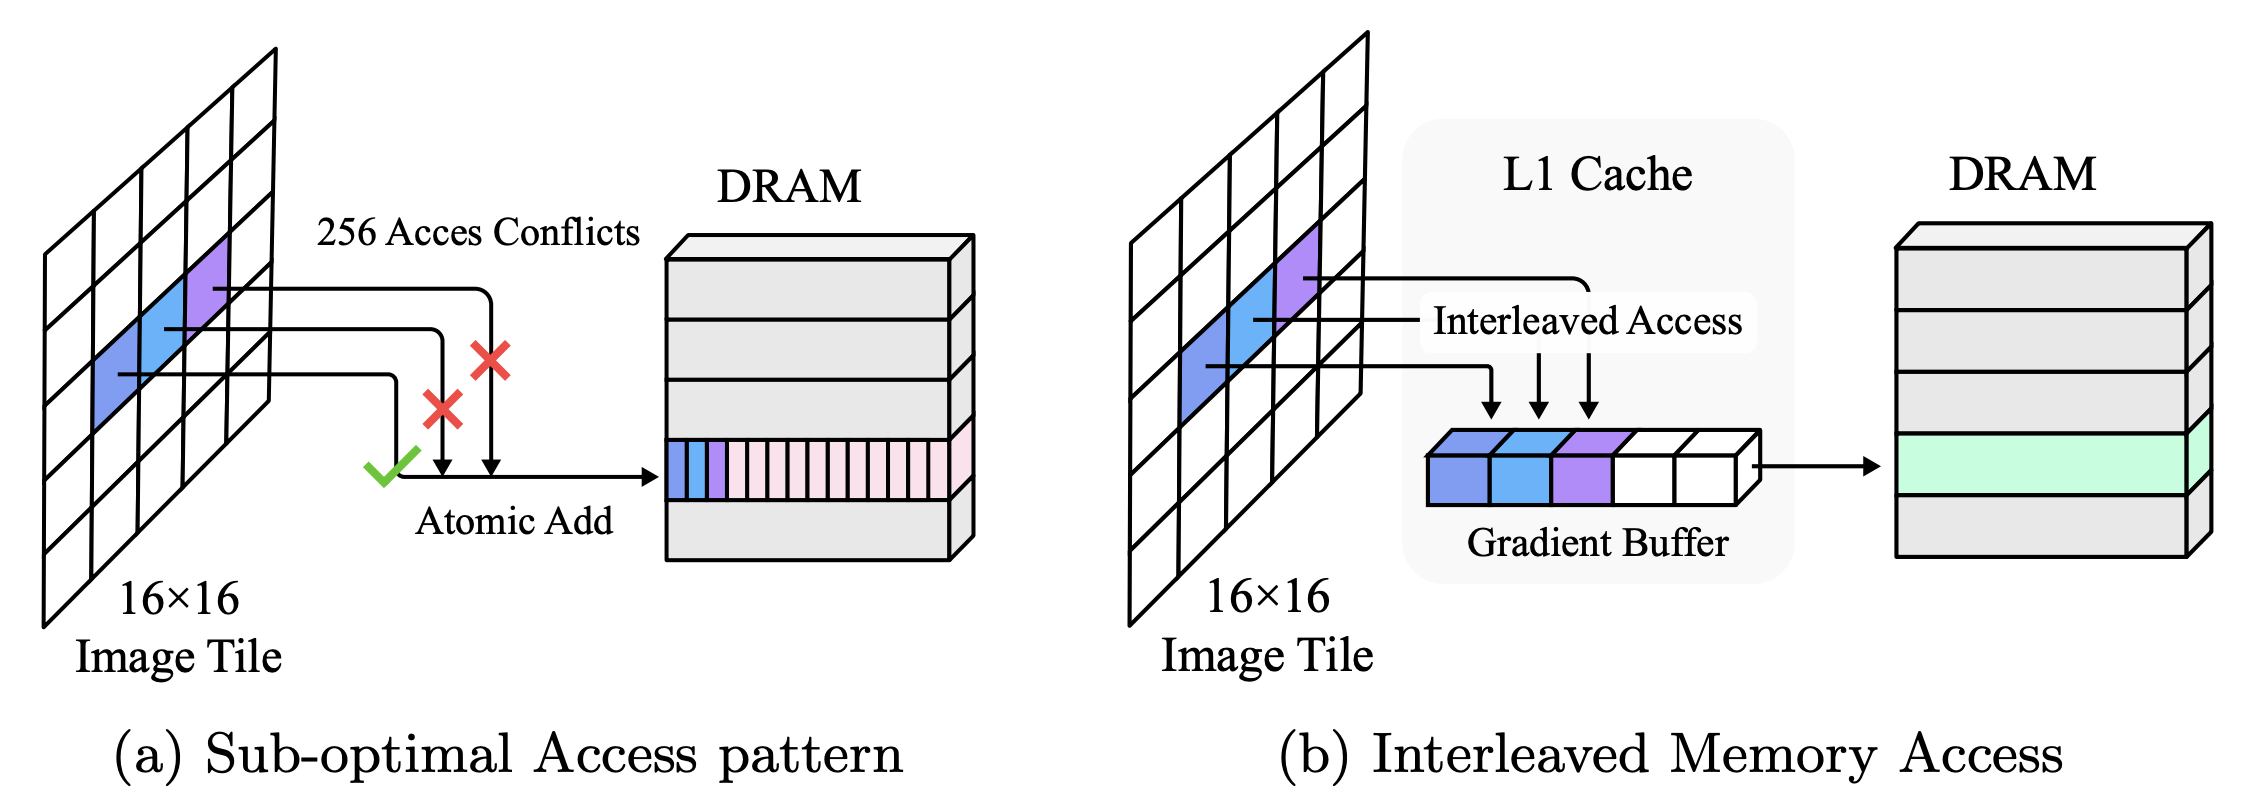 DRAM
256 Acces Conflicts
Atomic Add
16×16
Image Tile
(a) Sub-optimal Access pattern
L1 Cache
DRAM
Interleaved Access
Gradient Buffer
16×16
Image Tile
(b) Interleaved Memory Access